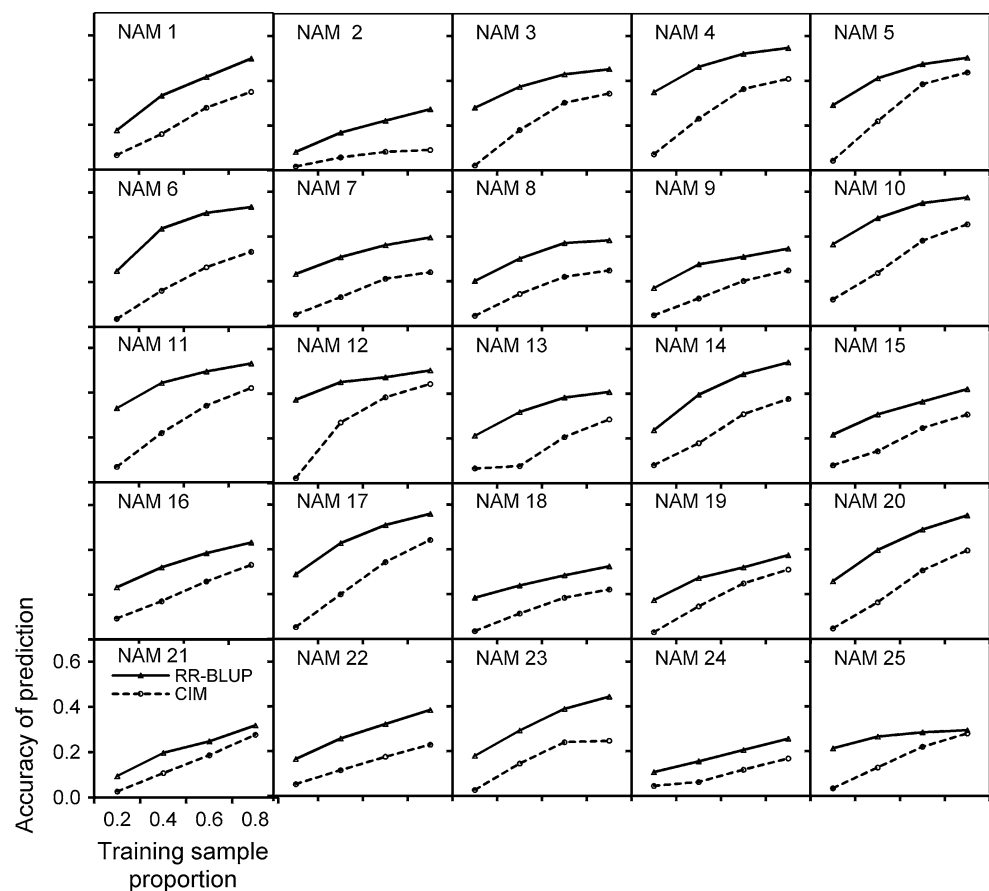 NAM 1
NAM 2
NAM 3
NAM 4
NAM 5
NAM 6
NAM 7
NAM 8
NAM 9
NAM 10
NAM 11
NAM 12
NAM 13
NAM 14
NAM 15
NAM 16
NAM 17
NAM 18
NAM 19
NAM 20
NAM 21
NAM 22
NAM 23
NAM 24
NAM 25
RR-BLUP
CIM
Accuracy of prediction
0.6
0.4
0.2
0.0
0.2 0.4 0.6 0.8
Training sample
proportion